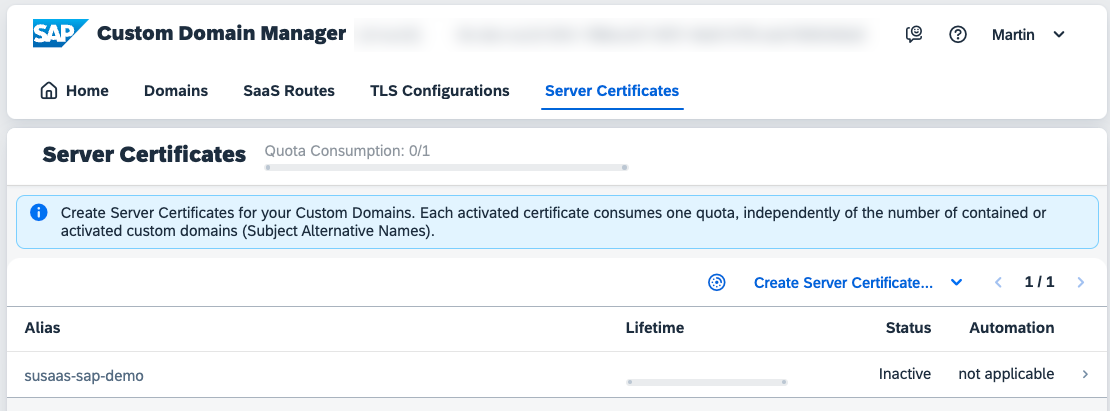 SAP Custom Domain Manager Martin
Home Domains SaaS Routes TLS Configurations Server Certificates
Server Certificates Quota Consumption: 0/1
Create Server Certificates for your Custom Domains. Each activated certificate consumes one quota, independently of the number of contained or
activated custom domains (Subject Alternative Names).
Create Server Certificate... 1 / 1
Alias Lifetime Status Automation
susaas-sap-demo Inactive not applicable